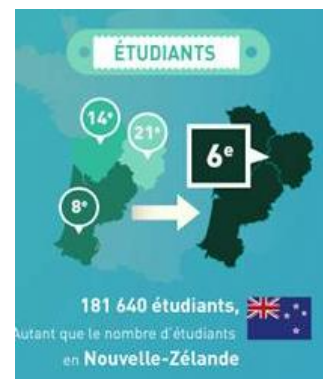 ÉTUDIANTS
14e
21e
6e
8e
181 640 étudiants,
Autant que le nombre d'étudiants
en Nouvelle-Zélande